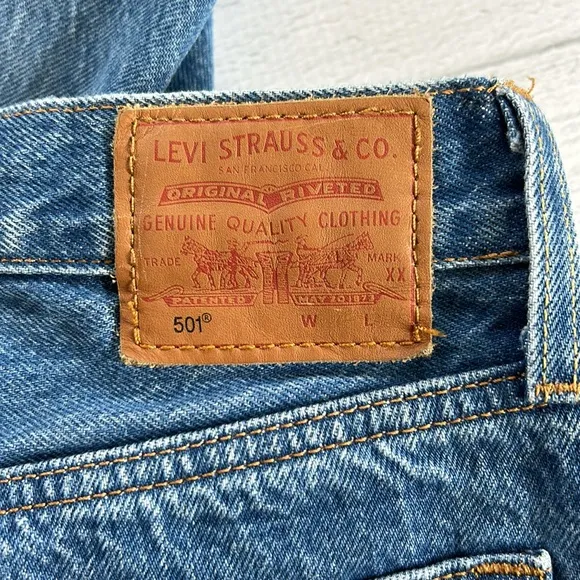 LEVI STRAUSS & CO.
SAN FRANCISCO CAL
ORIGINAL RIVETED
GENUINE QUALITY CLOTHING
TRADE MARK
XX
PATENTED MAY 20 1873
501® W L